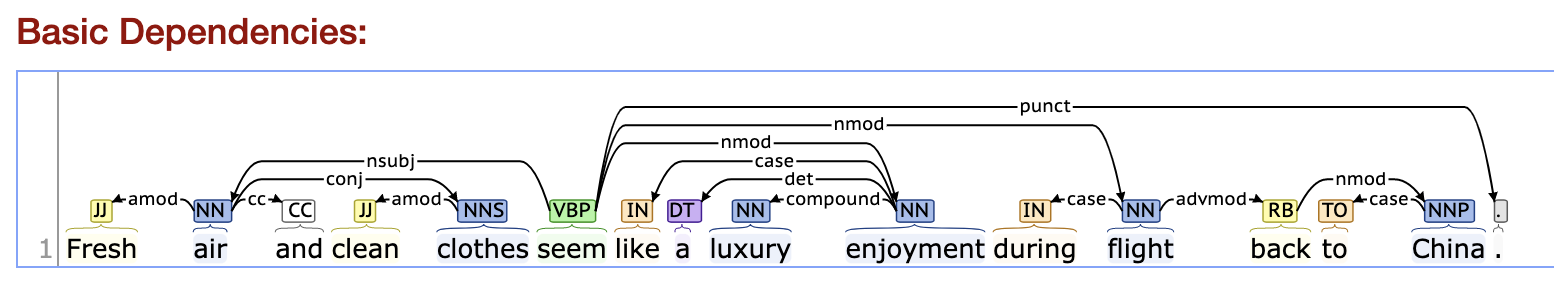 Basic Dependencies:
punct
nmod
nmod
nsubj case
conj det
amod cc amod compound case advmod nmod case
JJ NN CC JJ NNS VBP IN DT NN NN IN NN RB TO NNP .
1 Fresh air and clean clothes seem like a luxury enjoyment during flight back to China .